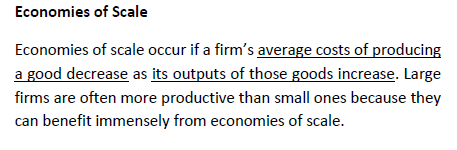 Economies of Scale
Economies of scale occur if a firm's average costs of producing
a good decrease as its outputs of those goods increase. Large
firms are often more productive than small ones because they
can benefit immensely from economies of scale.